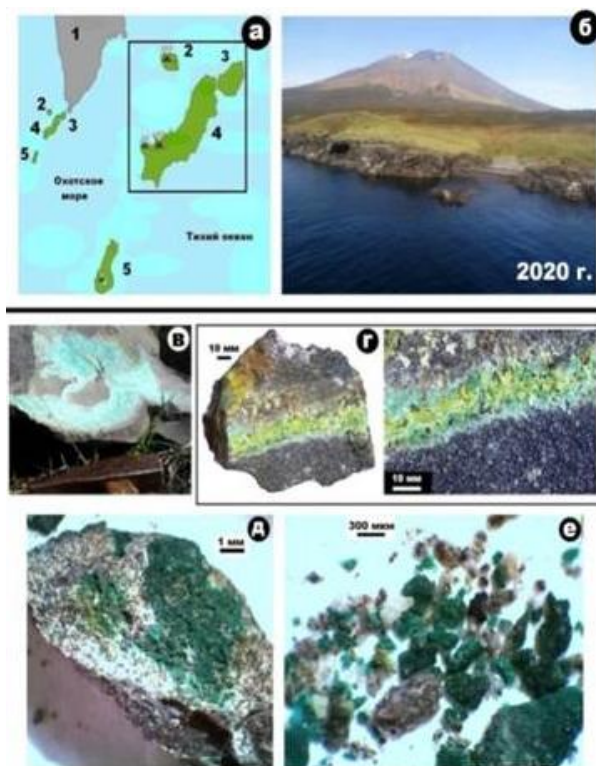 1
а
2
3
4
2
3
4
5
Охотское
море
Тихий океан
5
б
2020 г.
в
10 мм
г
10 мм
1 мм
д
300 мкм
е